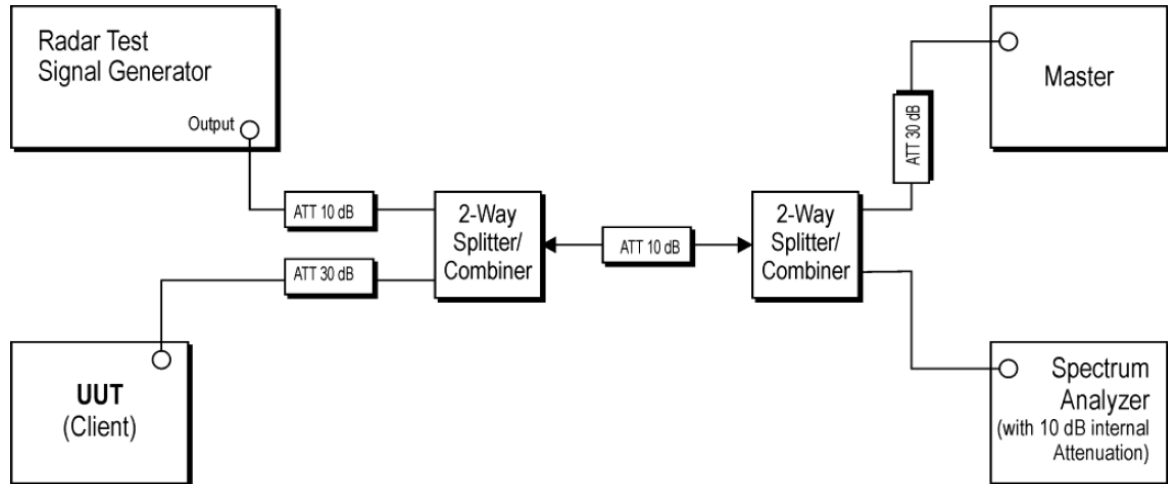 Radar Test
Signal Generator
Output
ATT 10 dB
ATT 30 dB
2-Way
Splitter/
Combiner
ATT 10 dB
2-Way
Splitter/
Combiner
ATT 30 dB
Master
UUT
(Client)
Spectrum
Analyzer
(with 10 dB internal
Attenuation)